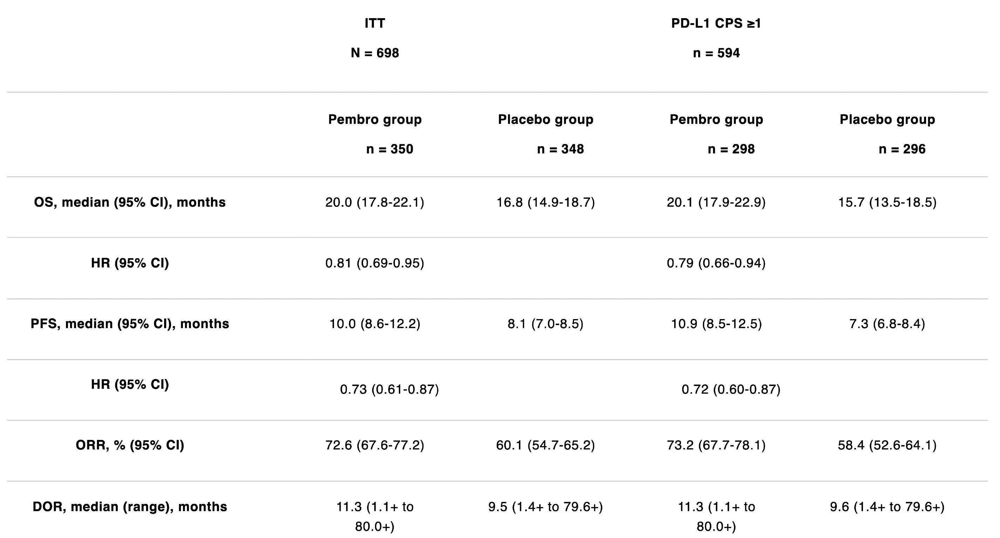 ITT PD-L1 CPS ≥1
N = 698 n = 594
Pembro group Placebo group Pembro group Placebo group
n = 350 n = 348 n = 298 n = 296
OS, median (95% CI), months 20.0 (17.8-22.1) 16.8 (14.9-18.7) 20.1 (17.9-22.9) 15.7 (13.5-18.5)
HR (95% CI) 0.81 (0.69-0.95) 0.79 (0.66-0.94)
PFS, median (95% CI), months 10.0 (8.6-12.2) 8.1 (7.0-8.5) 10.9 (8.5-12.5) 7.3 (6.8-8.4)
HR (95% CI) 0.73 (0.61-0.87) 0.72 (0.60-0.87)
ORR, % (95% CI) 72.6 (67.6-77.2) 60.1 (54.7-65.2) 73.2 (67.7-78.1) 58.4 (52.6-64.1)
DOR, median (range), months 11.3 (1.1+ to 9.5 (1.4+ to 79.6+) 11.3 (1.1+ to 9.6 (1.4+ to 79.6+)
80.0+) 80.0+)